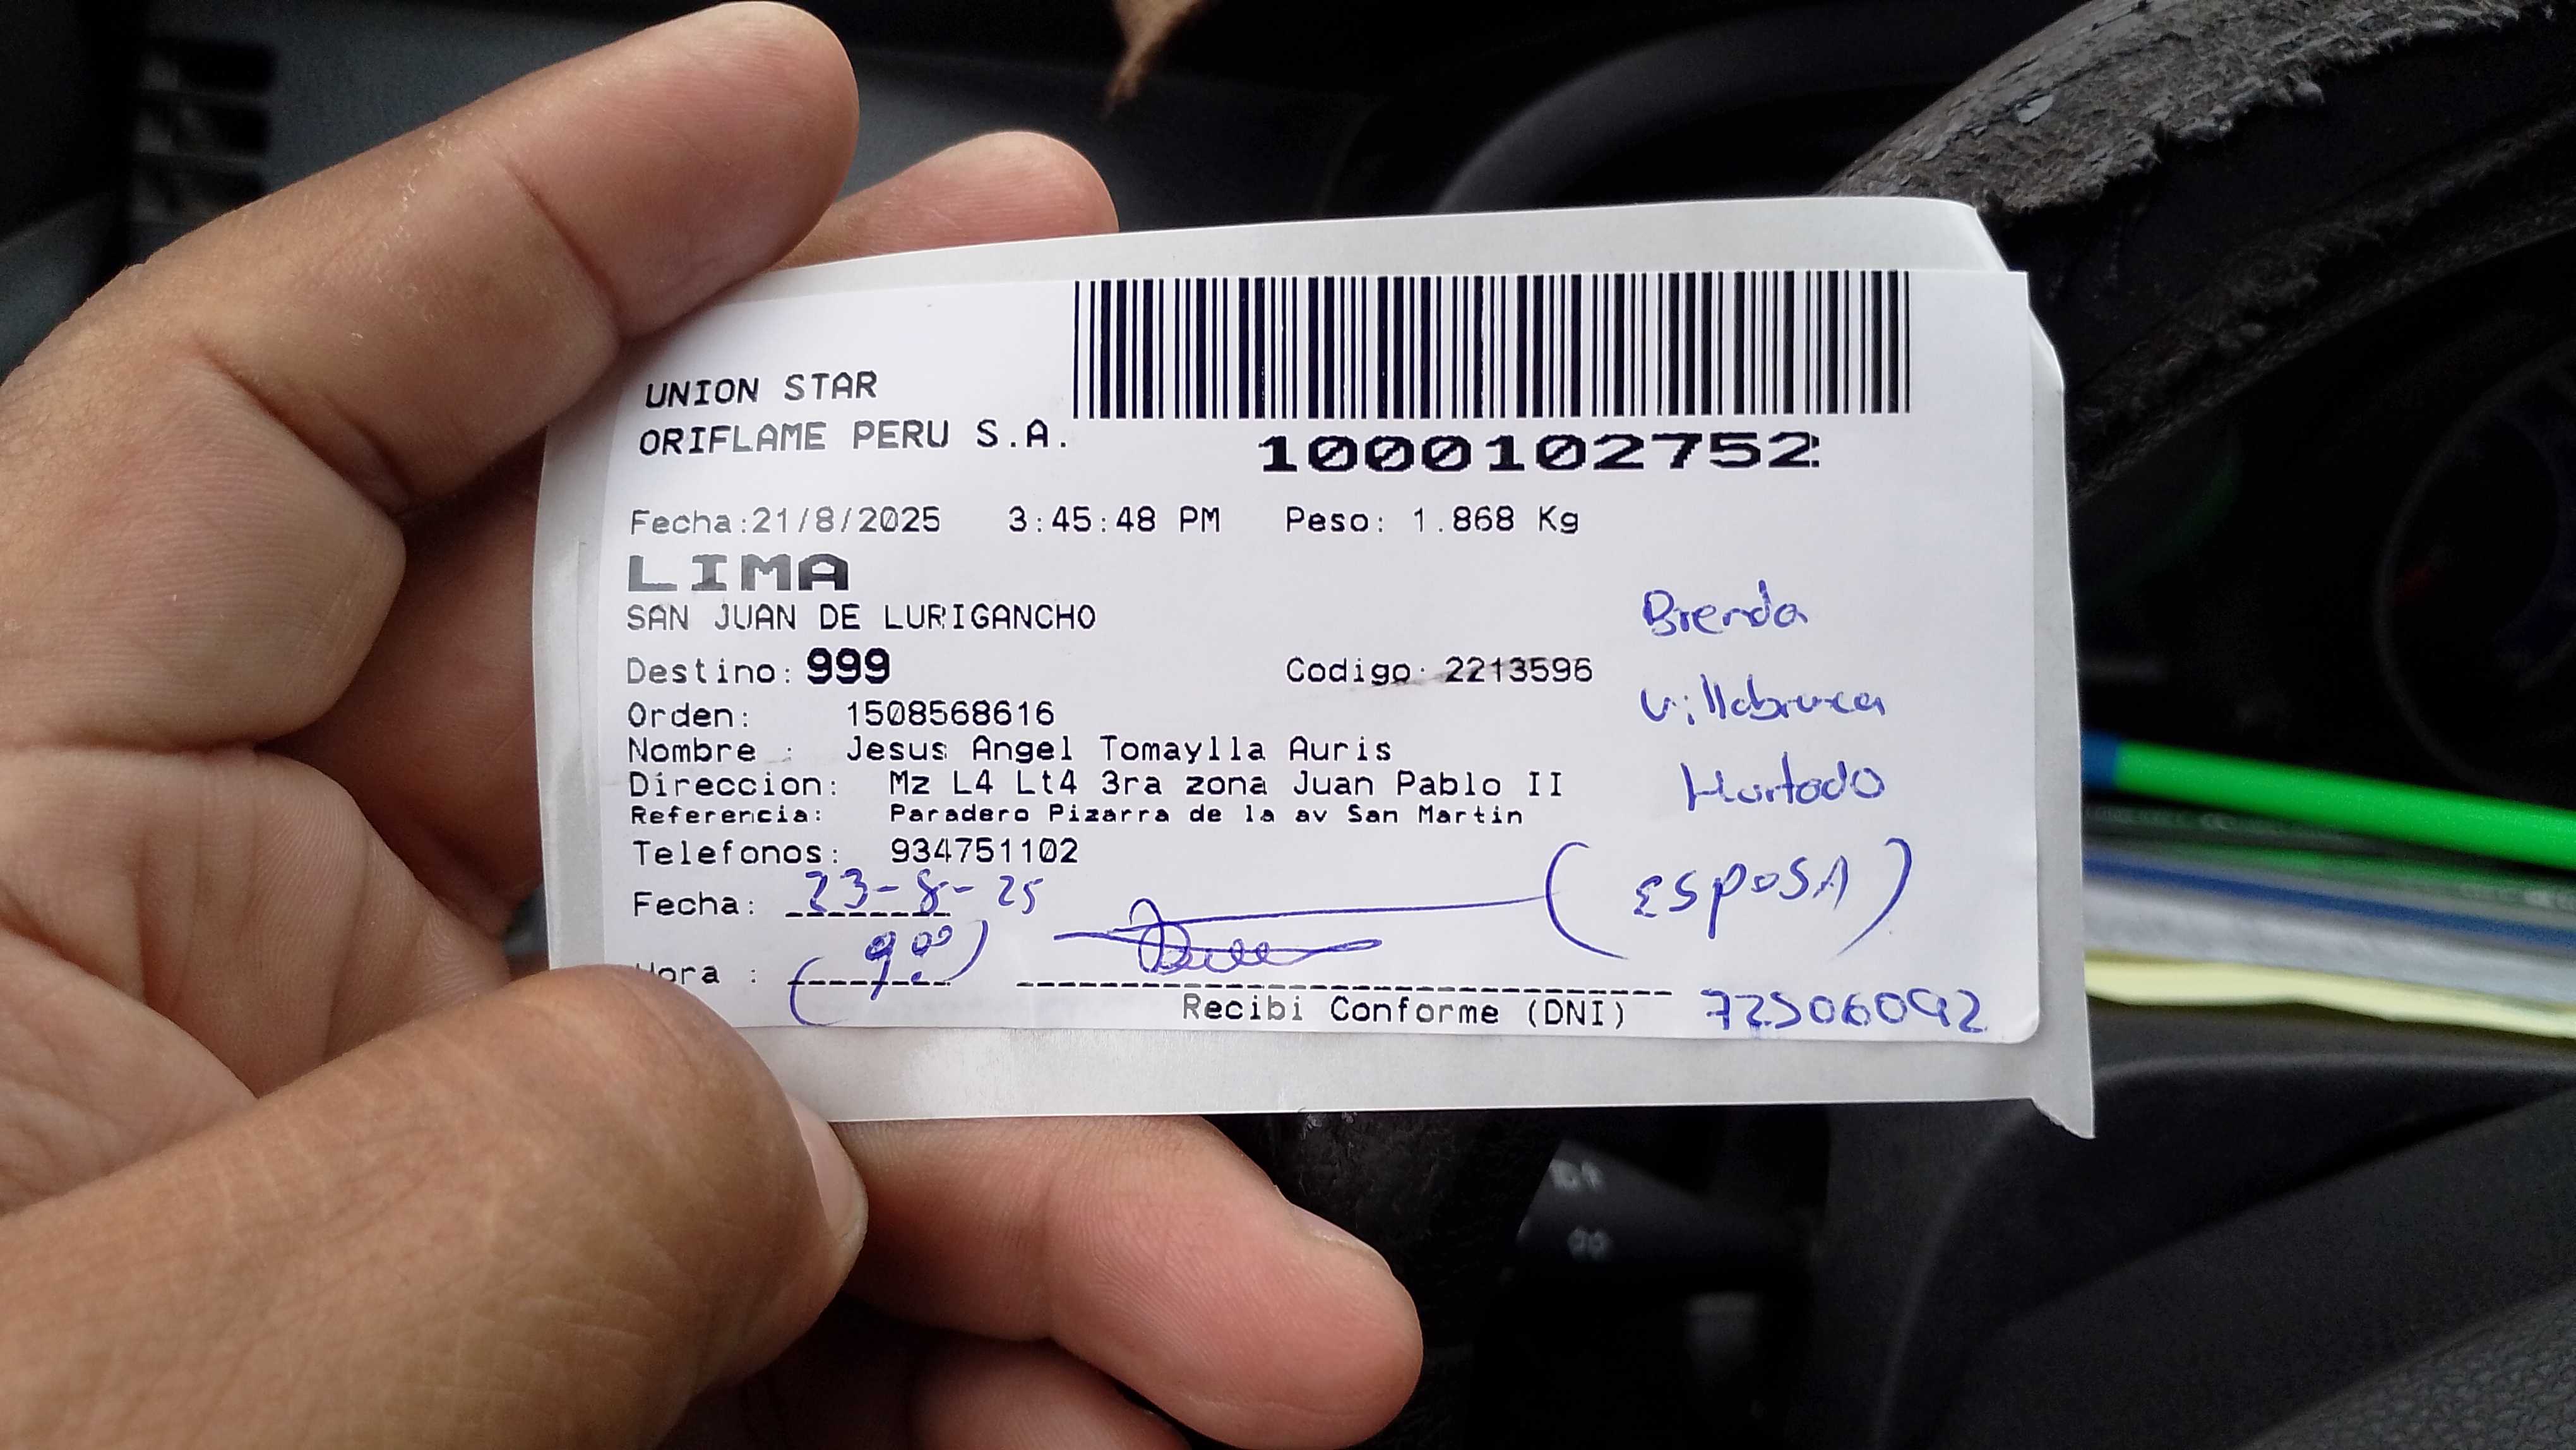 UNION STAR
ORIFLAME PERU S.A.
1000102752
Fecha:21/8/2025 3:45:48 PM Peso: 1.868 Kg
LIMA
SAN JUAN DE LURIGANCHO
Destino: 999 Codigo: 2213596
Orden: 1508568616
Nombre : Jesus Angel Tomaylla Auris
Direccion: Mz L4 Lt4 3ra zona Juan Pablo II
Referencia: Paradero Pizarra de la av San Martin
Telefonos: 934751102
Fecha: 23-8-25
Hora : (9:00)
Recibi Conforme (DNI) 72506092
Brenda
Hurtado
(ESPOSA)